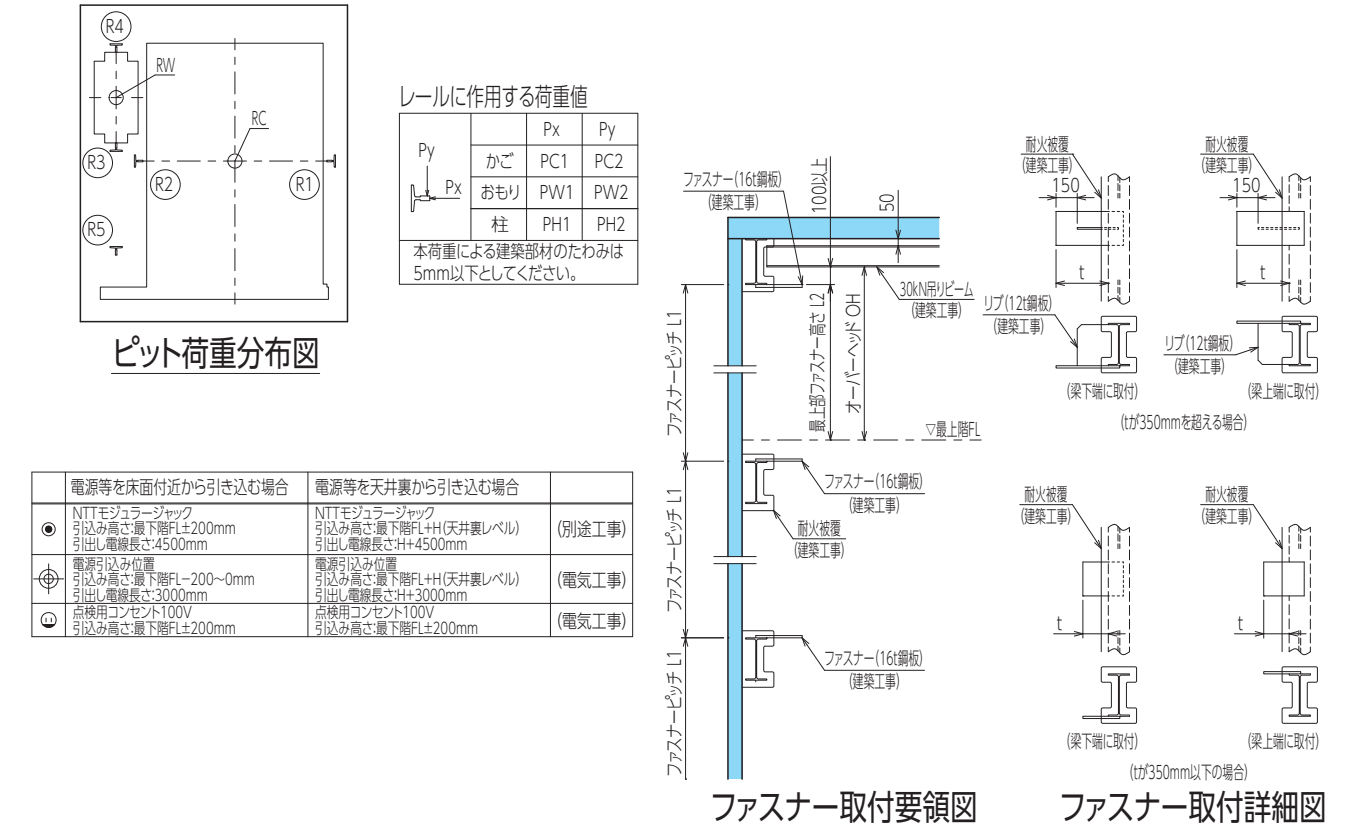 R4
RW
RC
R3
R2
R1
R5
ピット荷重分布図
レールに作用する荷重値
Py
Px
Px Py
かご PC1 PC2
おもり PW1 PW2
柱 PH1 PH2
本荷重による建築部材のたわみは
5mm以下としてください。
電源等を床面付近から引き込む場合 電源等を天井裏から引き込む場合
NTTモジュラージャック
引込み高さ:最下階FL±200mm
引出し電線長さ:4500mm
NTTモジュラージャック
引込み高さ:最下階FL+H(天井裏レベル)
引出し電線長さ:H+4500mm
(別途工事)
電源引込み位置
引込み高さ:最下階FL−200~0mm
引出し電線長さ:3000mm
電源引込み位置
引込み高さ:最下階FL+H(天井裏レベル)
引出し電線長さ:H+3000mm
(電気工事)
点検用コンセント100V
引込み高さ:最下階FL±200mm
点検用コンセント100V
引込み高さ:最下階FL±200mm
(電気工事)
ファスナー(16t鋼板)
(建築工事)
100以上
50
30kN吊りビーム
(建築工事)
ファスナーピッチ L1
最上部ファスナー高さ L2
オーバーヘッド OH
▽最上階FL
ファスナー(16t鋼板)
(建築工事)
耐火被覆
(建築工事)
ファスナーピッチ L1
ファスナー(16t鋼板)
(建築工事)
ファスナーピッチ L1
ファスナー取付要領図
耐火被覆
(建築工事)
150
t
リブ(12t鋼板)
(建築工事)
(梁下端に取付)
耐火被覆
(建築工事)
150
t
リブ(12t鋼板)
(建築工事)
(梁上端に取付)
(tが350mmを超える場合)
耐火被覆
(建築工事)
t
(梁下端に取付)
耐火被覆
(建築工事)
t
(梁上端に取付)
(tが350mm以下の場合)
ファスナー取付詳細図